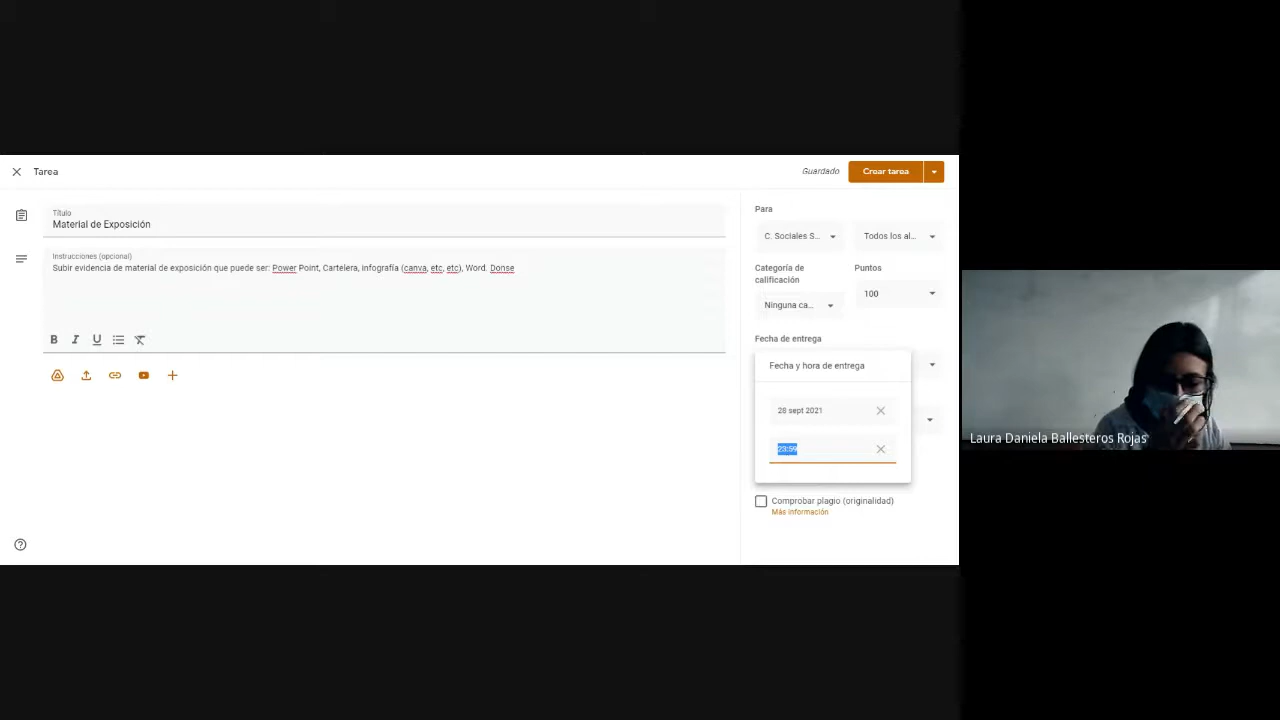 Tarea
Guardado
Crear tarea
Título
Material de Exposición
Instrucciones (opcional)
Subir evidencia de material de exposición que puede ser: Power Point, Cartelera, infografía (canva, etc, etc), Word. Donse
B I U
Para
C. Sociales S...
Todos los al...
Categoría de calificación
Puntos
Ninguna ca...
100
Fecha de entrega
Fecha y hora de entrega
28 sept 2021
23:59
Comprobar plagio (originalidad)
Más información
Laura Daniela Ballesteros Rojas